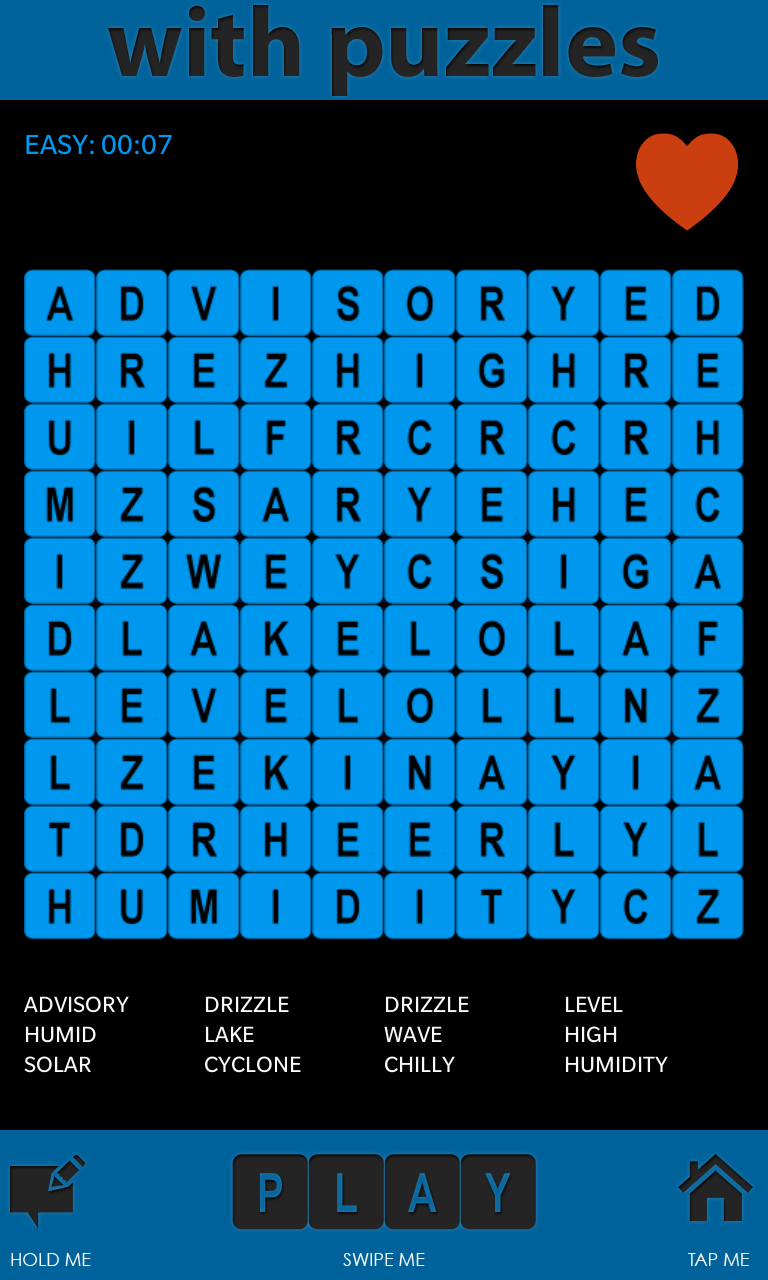 with puzzles
EASY: 00:07
A D V I S O R Y E D
H R E Z H I G H R E
U I L F R C R C R H
M Z S A R Y E H E C
I Z W E Y C S I G A
D L A K E L O L A F
L E V E L O L L N Z
L Z E K I N A Y I A
T D R H E E R L Y L
H U M I D I T Y C Z
ADVISORY DRIZZLE DRIZZLE LEVEL
HUMID LAKE WAVE HIGH
SOLAR CYCLONE CHILLY HUMIDITY
P L A Y
HOLD ME SWIPE ME TAP ME